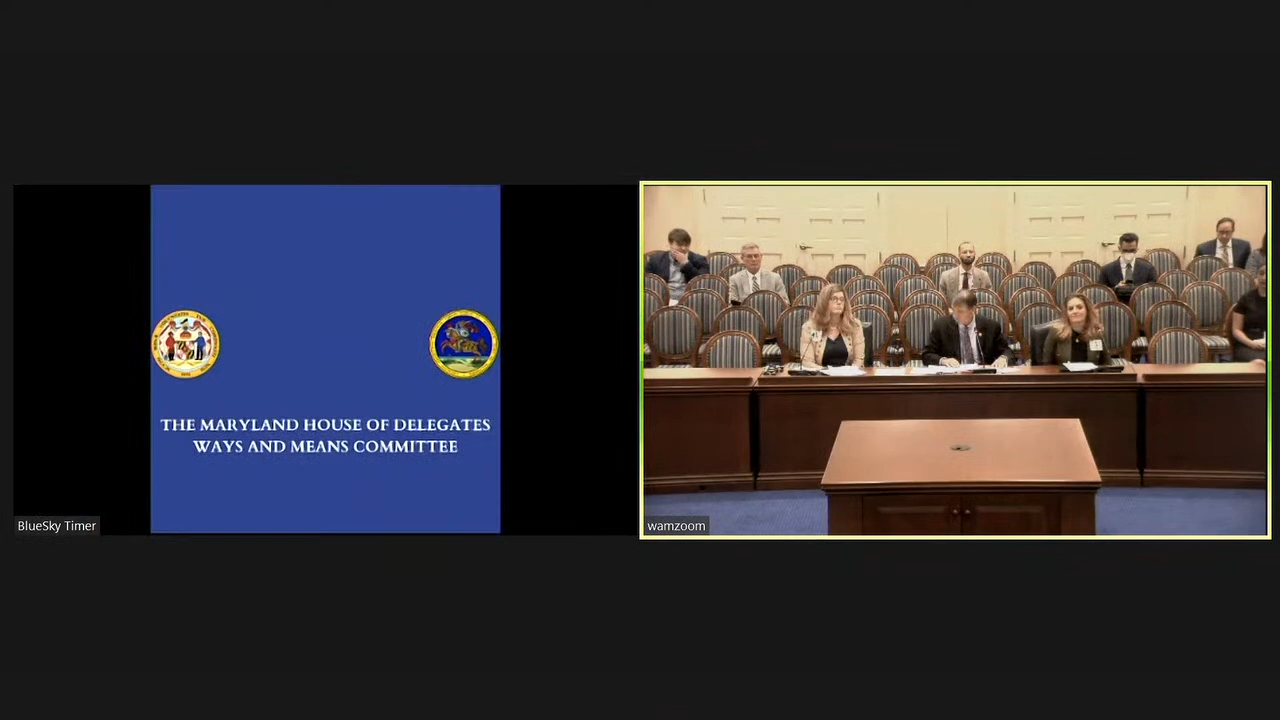 THE MARYLAND HOUSE OF DELEGATES
WAYS AND MEANS COMMITTEE
BlueSky Timer
wamzoom